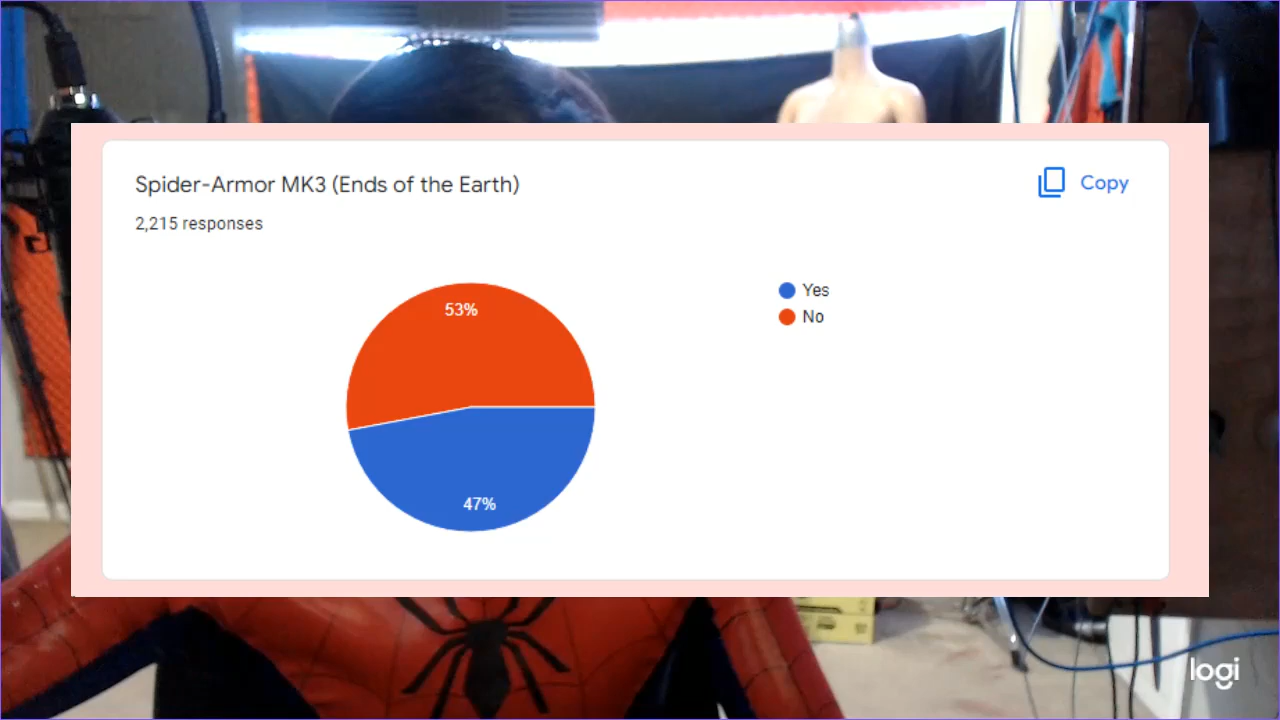 Spider-Armor MK3 (Ends of the Earth)
Copy
2,215 responses
53%
47%
Yes
No
logi